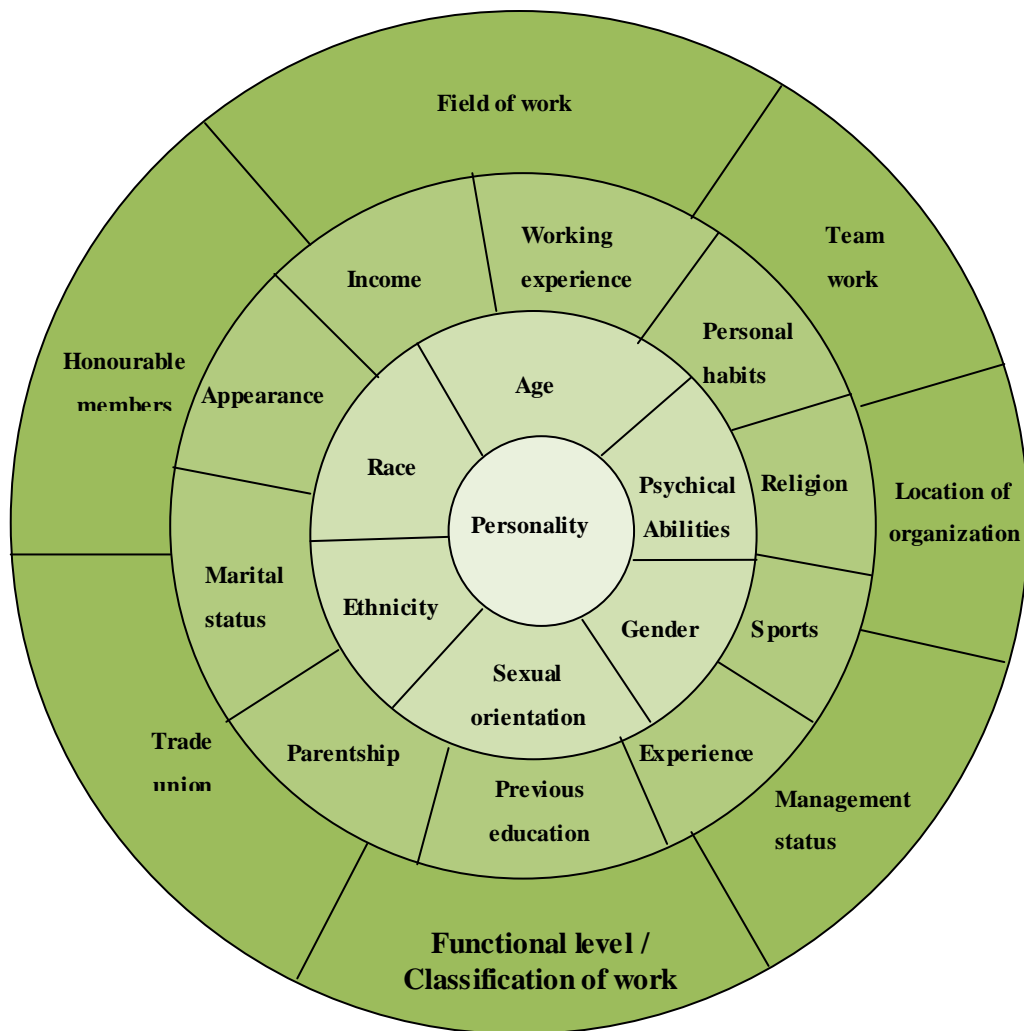 Field of work
Team
work
Location of
organization
Management
status
Functional level /
Classification of work
Trade
union
Honourable
members
Income
Working
experience
Personal
habits
Religion
Sports
Experience
Previous
education
Parentship
Marital
status
Appearance
Age
Psychical
Abilities
Gender
Sexual
orientation
Ethnicity
Race
Personality